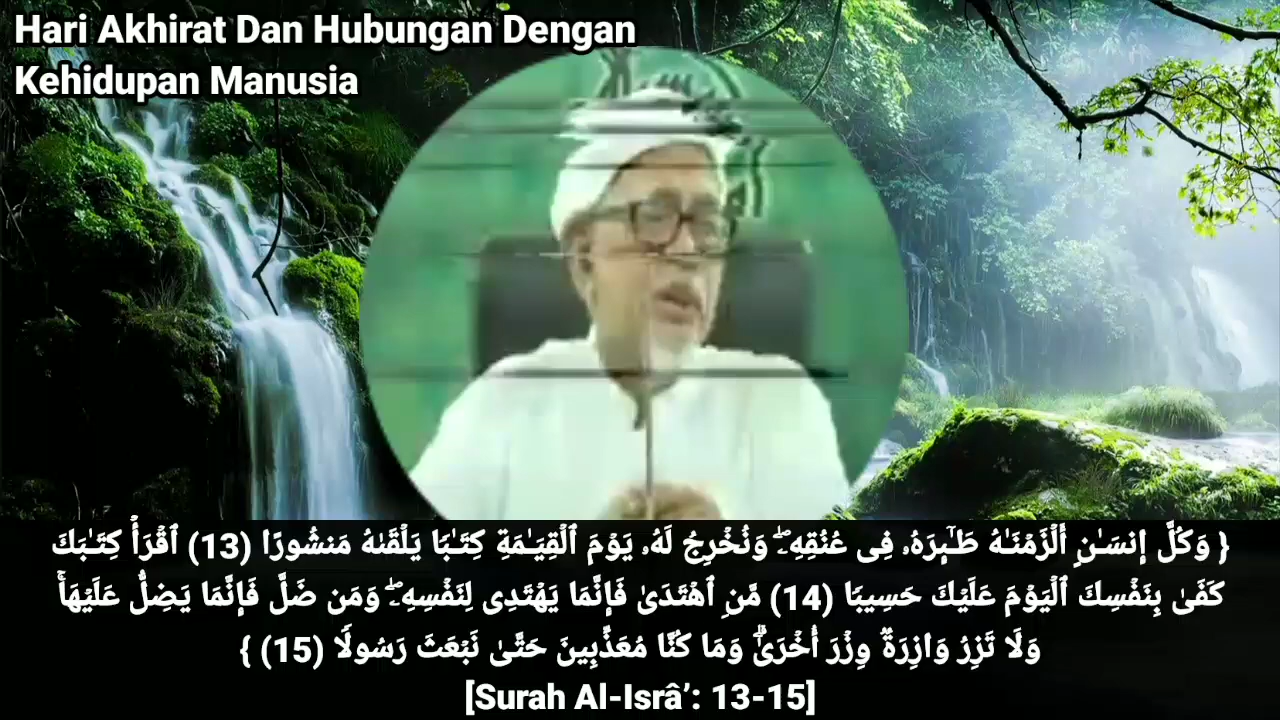 Hari Akhirat Dan Hubungan Dengan
Kehidupan Manusia
{ وَكُلَّ إِنسَـٰنٍ أَلْزَمْنَـٰهُ طَـٰٓئِرَهُۥ فِى عُنُقِهِۦۖ وَنُخْرِجُ لَهُۥ يَوْمَ ٱلْقِيَـٰمَةِ كِتَـٰبًا يَلْقَىٰهُ مَنشُورًا (13) ٱقْرَأْ كِتَـٰبَكَ
كَفَىٰ بِنَفْسِكَ ٱلْيَوْمَ عَلَيْكَ حَسِيبًا (14) مَّنِ ٱهْتَدَىٰ فَإِنَّمَا يَهْتَدِى لِنَفْسِهِۦۖ وَمَن ضَلَّ فَإِنَّمَا يَضِلُّ عَلَيْهَاۚ
وَلَا تَزِرُ وَازِرَةٌ وِزْرَ أُخْرَىٰۗ وَمَا كُنَّا مُعَذِّبِينَ حَتَّىٰ نَبْعَثَ رَسُولًا (15) }
[Surah Al-Isrâ’: 13-15]